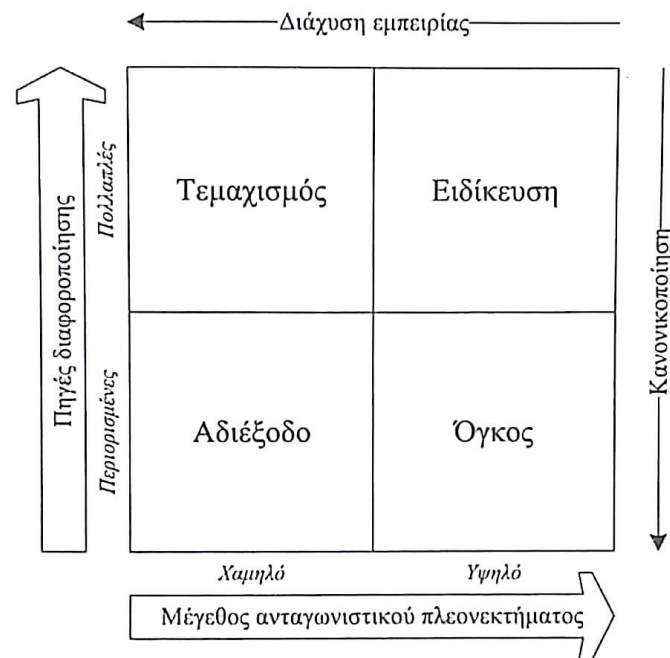 Διάχυση εμπειρίας
Πηγές διαφοροποίησης
Πολλαπλές
Τεμαχισμός
Ειδίκευση
Κανονικοποίηση
Περιορισμένες
Αδιέξοδο
Όγκος
Χαμηλό
Υψηλό
Μέγεθος ανταγωνιστικού πλεονεκτήματος